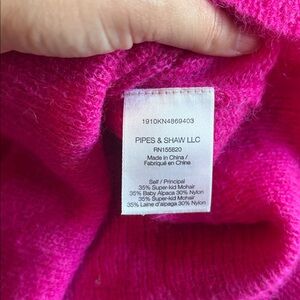 1910KN4869403
PIPES & SHAW LLC
RN155820
Made in China /
Fabriqué en Chine
Self / Principal
35% Super-kid Mohair
35% Baby Alpaca 30% Nylon
35% Super-kid Mohair
35% Laine d'alpaga 30% Nylon